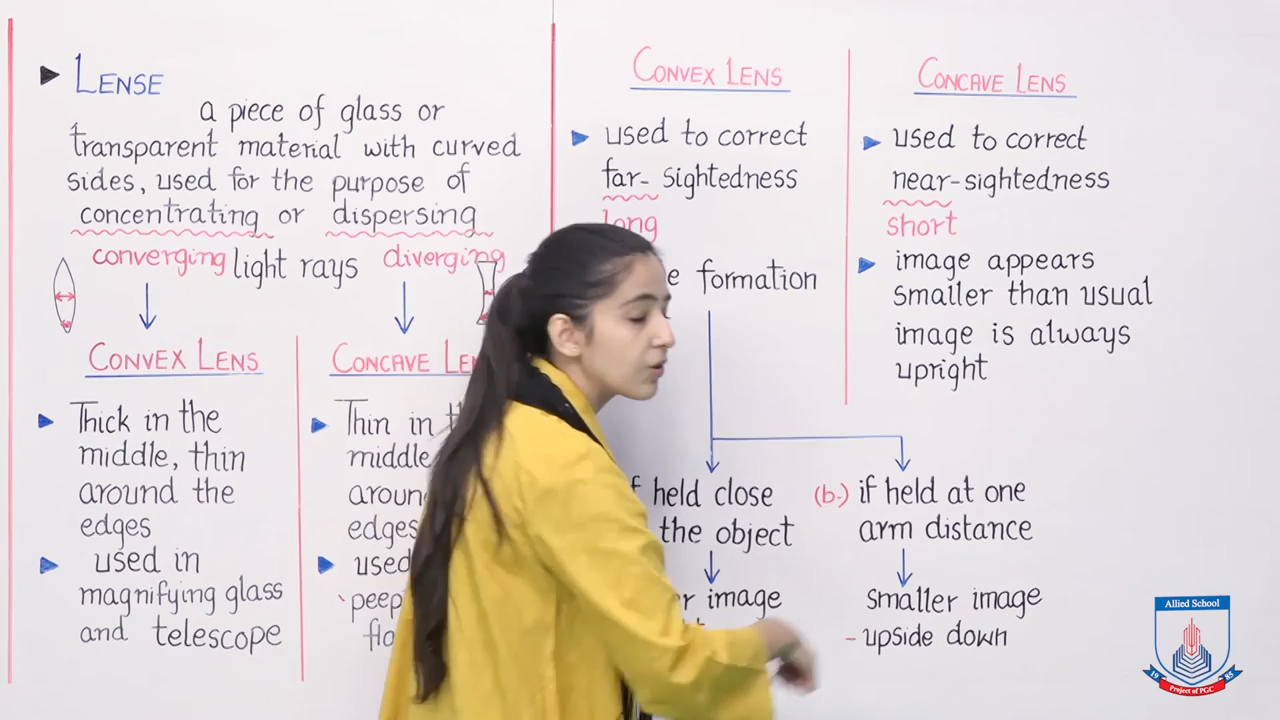 LENSE
a piece of glass or
transparent material with curved
sides, used for the purpose of
concentrating or dispersing
converging light rays diverging
CONVEX LENS
Thick in the
middle, thin
around the
edges
used in
magnifying glass
and telescope
CONCAVE
Thin in
middle
edges
used
CONVEX LENS
used to correct
far- sightedness
long
formation
held close
the object
image
(b.) if held at one
arm distance
smaller image
- upside down
CONCAVE LENS
used to correct
near-sightedness
short
image appears
smaller than usual
image is always
upright
Allied School
19 85
Project of PGC